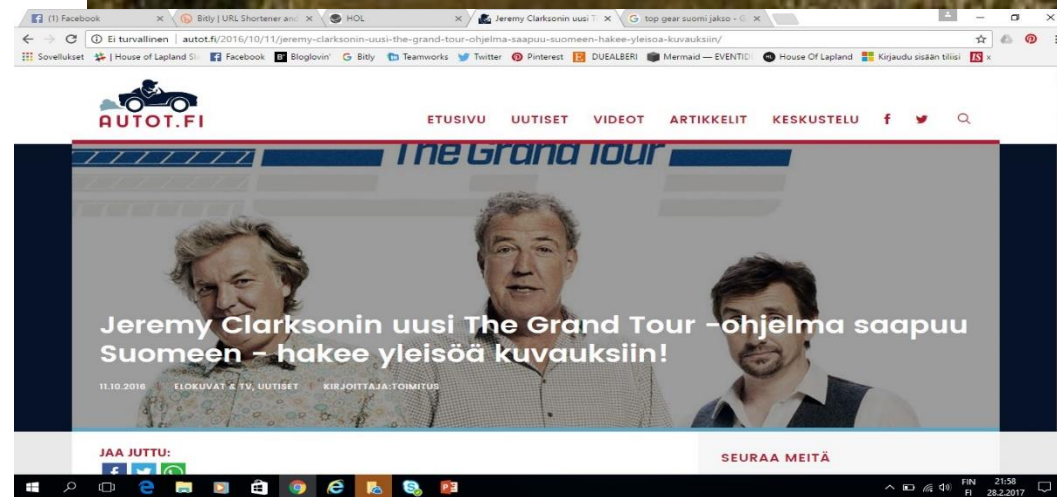 (1) Facebook
Bitly | URL Shortener and
HOL
Jeremy Clarksonin uusi T
top gear suomi jakso - G
Ei turvallinen | autot.fi/2016/10/11/jeremy-clarksonin-uusi-the-grand-tour-ohjelma-saapuu-suomeen-hakee-yleisoa-kuvauksiin/
Sovellukset | House of Lapland Facebook Bloglovin' Bitly Teamworks Twitter Pinterest DUEALBERI Mermaid — EVENTID House Of Lapland Kirjaudu sisään tiliisi IS
AUTOT.FI
ETUSIVU UUTISET VIDEOT ARTIKKELIT KESKUSTELU
The Grand Tour
Jeremy Clarksonin uusi The Grand Tour -ohjelma saapuu
Suomeen - hakee yleisöä kuvauksiin!
11.10.2016 ELOKUVAT & TV, UUTISET KIRJOITTAJA:TOIMITUS
JAA JUTTU:
SEURAA MEITÄ
FIN 21:58
FI 28.2.2017